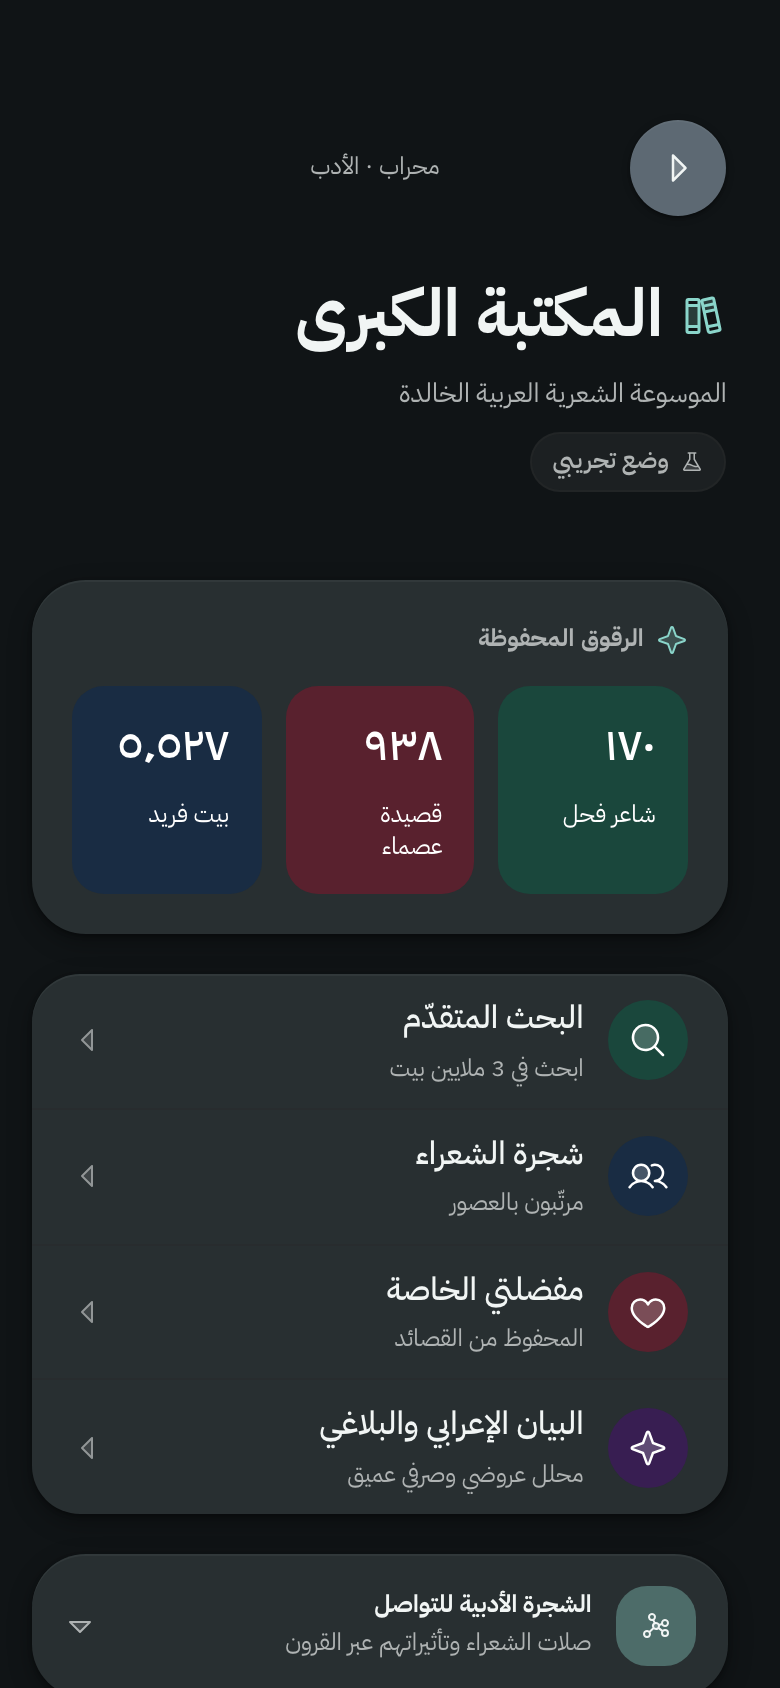 محراب · الأدب
المكتبة الكبرى
الموسوعة الشعرية العربية الخالدة
وضع تجريبي
الرقوق المحفوظة
١٧٠
شاعر فحل
٩٣٨
قصيدة
عصماء
٥,٥٢٧
بيت فريد
البحث المتقدّم
ابحث في 3 ملايين بيت
شجرة الشعراء
مرتّبون بالعصور
مفضلتي الخاصة
المحفوظ من القصائد
البيان الإعرابي والبلاغي
محلل عروضي وصرفي عميق
الشجرة الأدبية للتواصل
صلات الشعراء وتأثيراتهم عبر القرون